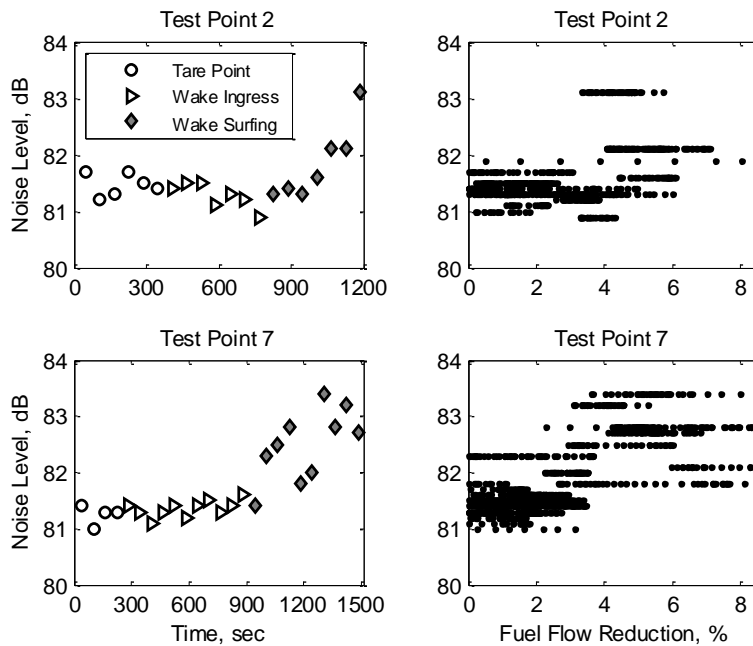 Test Point 2
84
83
82
81
80
Noise Level, dB
Tare Point
Wake Ingress
Wake Surfing
0 300 600 900 1200
Test Point 2
84
83
82
81
80
0 2 4 6 8
Test Point 7
84
83
82
81
80
Noise Level, dB
0 300 600 900 1200 1500
Time, sec
Test Point 7
84
83
82
81
80
0 2 4 6 8
Fuel Flow Reduction, %